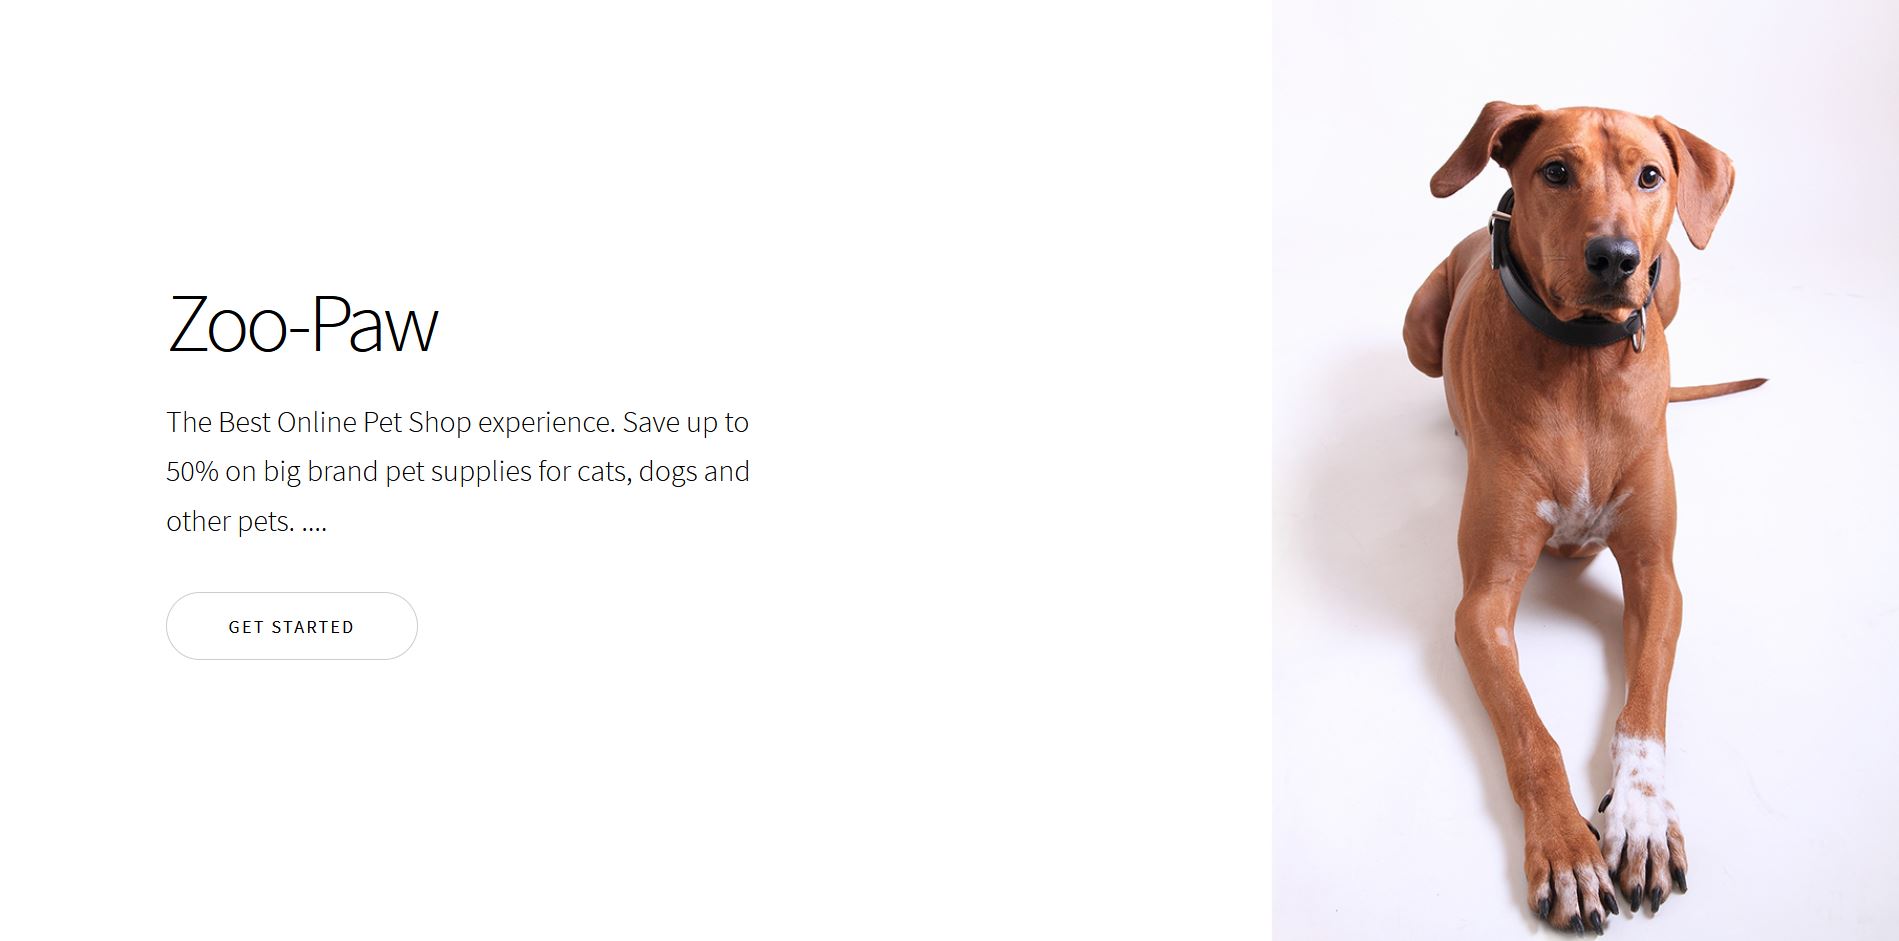 Zoo-Paw
The Best Online Pet Shop experience. Save up to
50% on big brand pet supplies for cats, dogs and
other pets. ....
GET STARTED